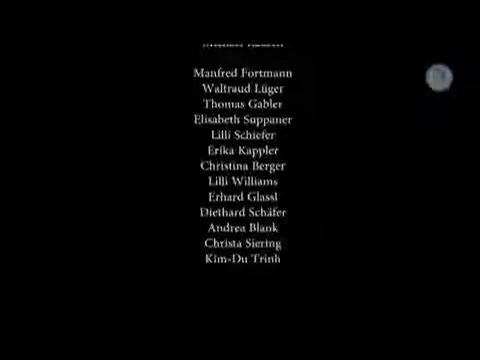 Manfred Fortmann
Waltraud Lüger
Thomas Gabler
Elisabeth Suppaner
Lilli Schiefer
Erika Kappler
Christina Berger
Lilli Williams
Erhard Glassl
Diethard Schäfer
Andrea Blank
Christa Siering
Kim-Du Trinh